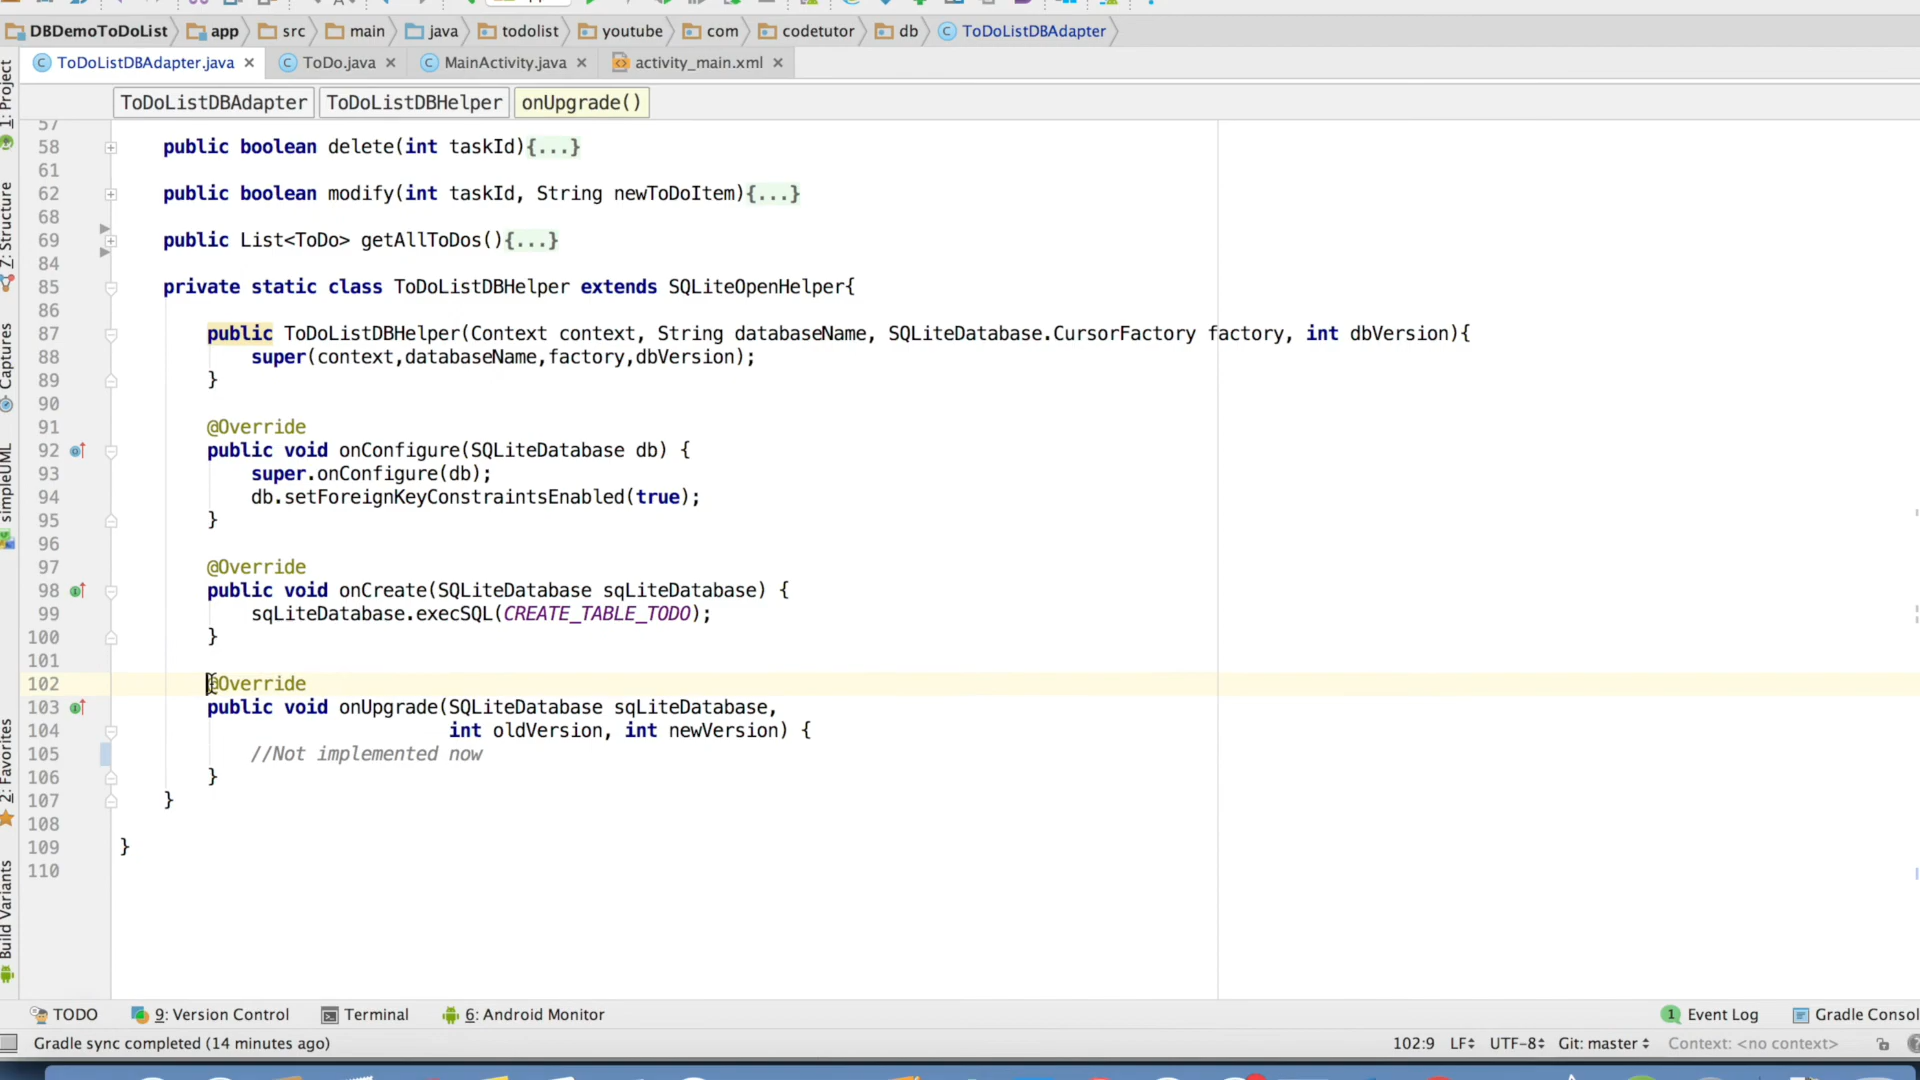 DBDemoToDoList app src main java todolist youtube com codetutor db ToDoListDBAdapter
ToDoListDBAdapter.java ToDo.java MainActivity.java activity_main.xml
ToDoListDBAdapter ToDoListDBHelper onUpgrade()
57
58 public boolean delete(int taskId){...}
61
62 public boolean modify(int taskId, String newToDoItem){...}
68
69 public List<ToDo> getAllToDos(){...}
84
85 private static class ToDoListDBHelper extends SQLiteOpenHelper{
86
87 public ToDoListDBHelper(Context context, String databaseName, SQLiteDatabase.CursorFactory factory, int dbVersion){
88 super(context,databaseName,factory,dbVersion);
89 }
90
91 @Override
92 public void onConfigure(SQLiteDatabase db) {
93 super.onConfigure(db);
94 db.setForeignKeyConstraintsEnabled(true);
95 }
96
97 @Override
98 public void onCreate(SQLiteDatabase sqLiteDatabase) {
99 sqLiteDatabase.execSQL(CREATE_TABLE_TODO);
100 }
101
102 @Override
103 public void onUpgrade(SQLiteDatabase sqLiteDatabase,
104 int oldVersion, int newVersion) {
105 //Not implemented now
106 }
107 }
108
109 }
110
1: Project
7: Structure
Captures
simpleUML
2: Favorites
Build Variants
TODO 9: Version Control Terminal 6: Android Monitor 1 Event Log Gradle Consol
Gradle sync completed (14 minutes ago) 102:9 LF UTF-8 Git: master Context: <no context>